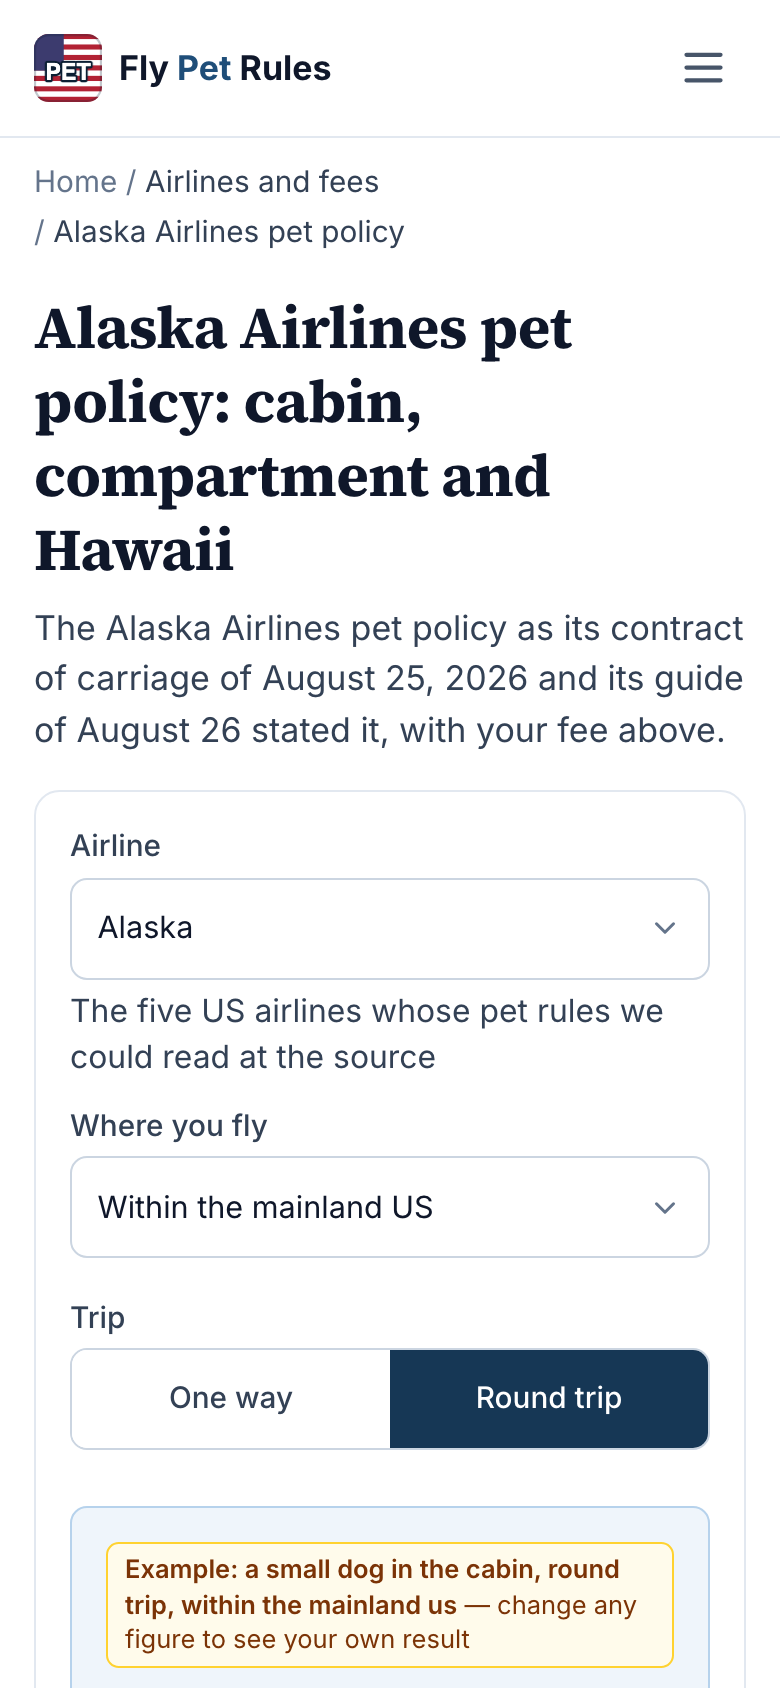 PET
Fly Pet Rules
Home / Airlines and fees
/ Alaska Airlines pet policy
Alaska Airlines pet
policy: cabin,
compartment and
Hawaii
The Alaska Airlines pet policy as its contract
of carriage of August 25, 2026 and its guide
of August 26 stated it, with your fee above.
Airline
Alaska
The five US airlines whose pet rules we
could read at the source
Where you fly
Within the mainland US
Trip
One way
Round trip
Example: a small dog in the cabin, round
trip, within the mainland us — change any
figure to see your own result